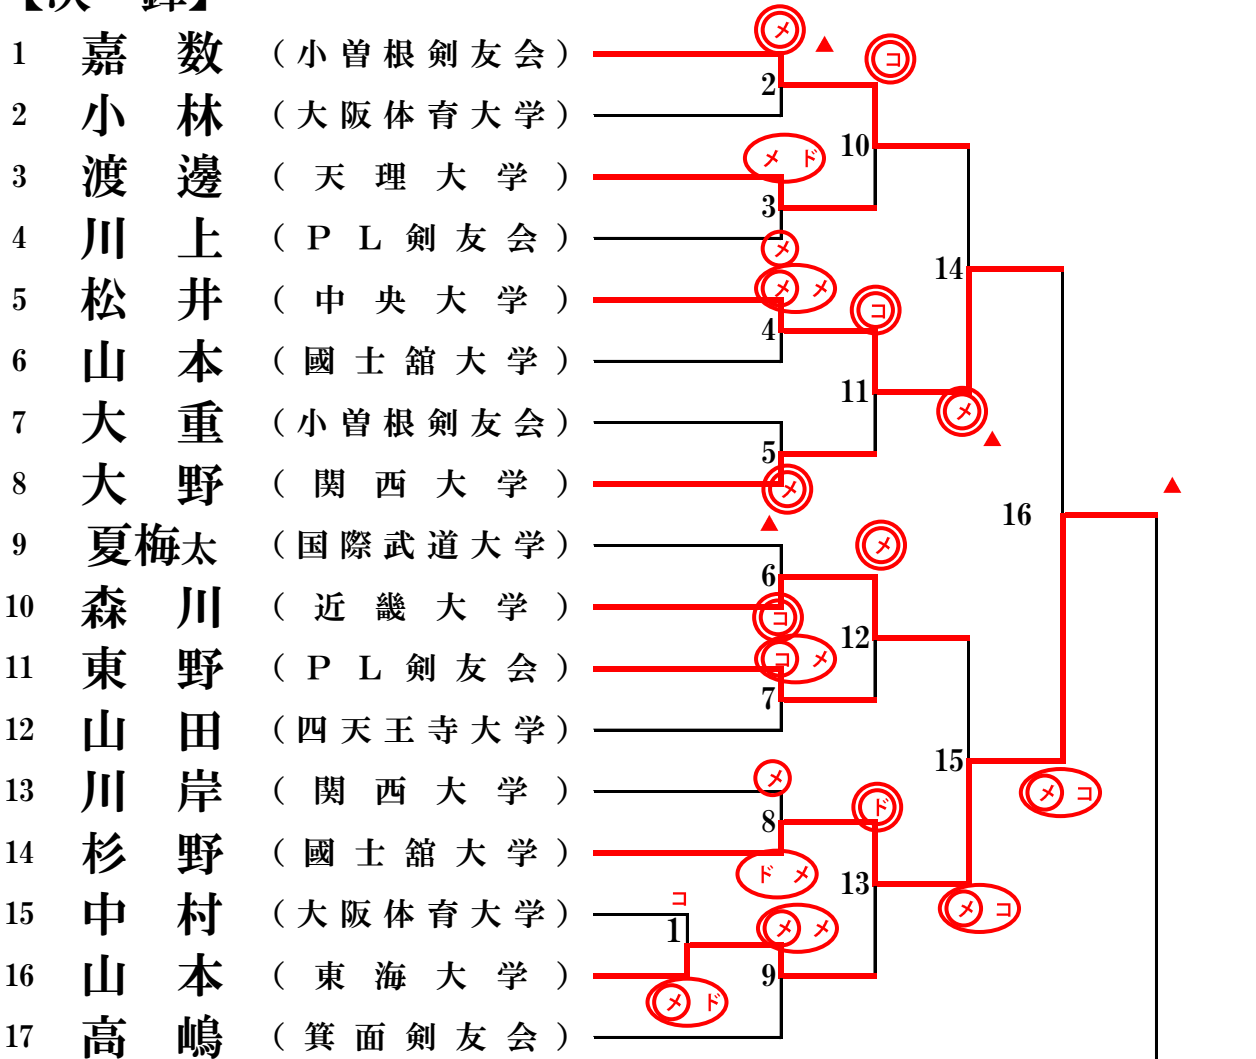 1 嘉 数 （小曽根剣友会）
2 小 林 （大阪体育大学）
3 渡 邊 （天理大学）
4 川 上 （ＰＬ剣友会）
5 松 井 （中央大学）
6 山 本 （國士舘大学）
7 大 重 （小曽根剣友会）
8 大 野 （関西大学）
9 夏梅太 （国際武道大学）
10 森 川 （近畿大学）
11 東 野 （ＰＬ剣友会）
12 山 田 （四天王寺大学）
13 川 岸 （関西大学）
14 杉 野 （國士舘大学）
15 中 村 （大阪体育大学）
16 山 本 （東海大学）
17 高 嶋 （箕面剣友会）
コ
1
メ ド
メ ▲
2
メ ド
3
メ
メ メ
4
5
メ
▲
6
コ
コ メ
7
メ
8
ド メ
メ メ
9
コ
10
コ
11
メ
12
ド
13
14
メ
▲
15
メ コ
16
メ コ
▲